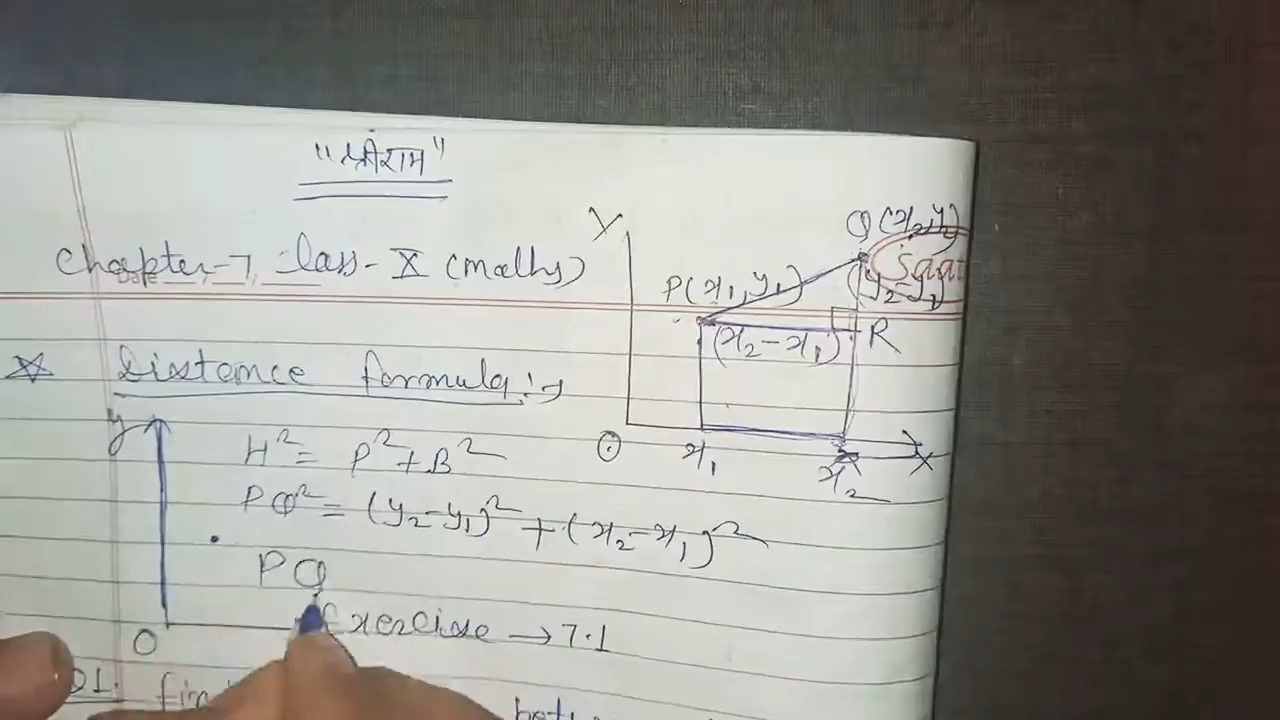 "श्रीराम"
Chapter-7, Class-X (maths)
☆ Distance formula :→
H² = P² + B²
PQ² = (y₂-y₁)² + (x₂-x₁)²
PQ
Exercise → 7.1
Q1. find
Y
Q(x₂,y₂)
P(x₁,y₁)
(y₂-y₁)
(x₂-x₁)
R
O
x₁
x₂
X
y
O